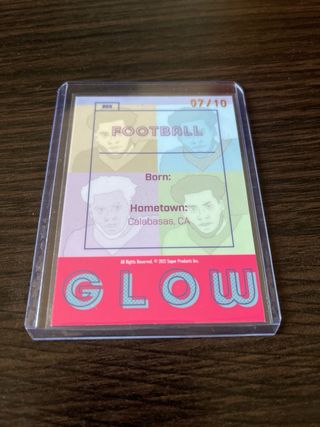 07/10
FOOTBALL
Born:
Hometown:
Calabasas, CA
All Rights Reserved. © 2021 Super Products Inc.
GLOW